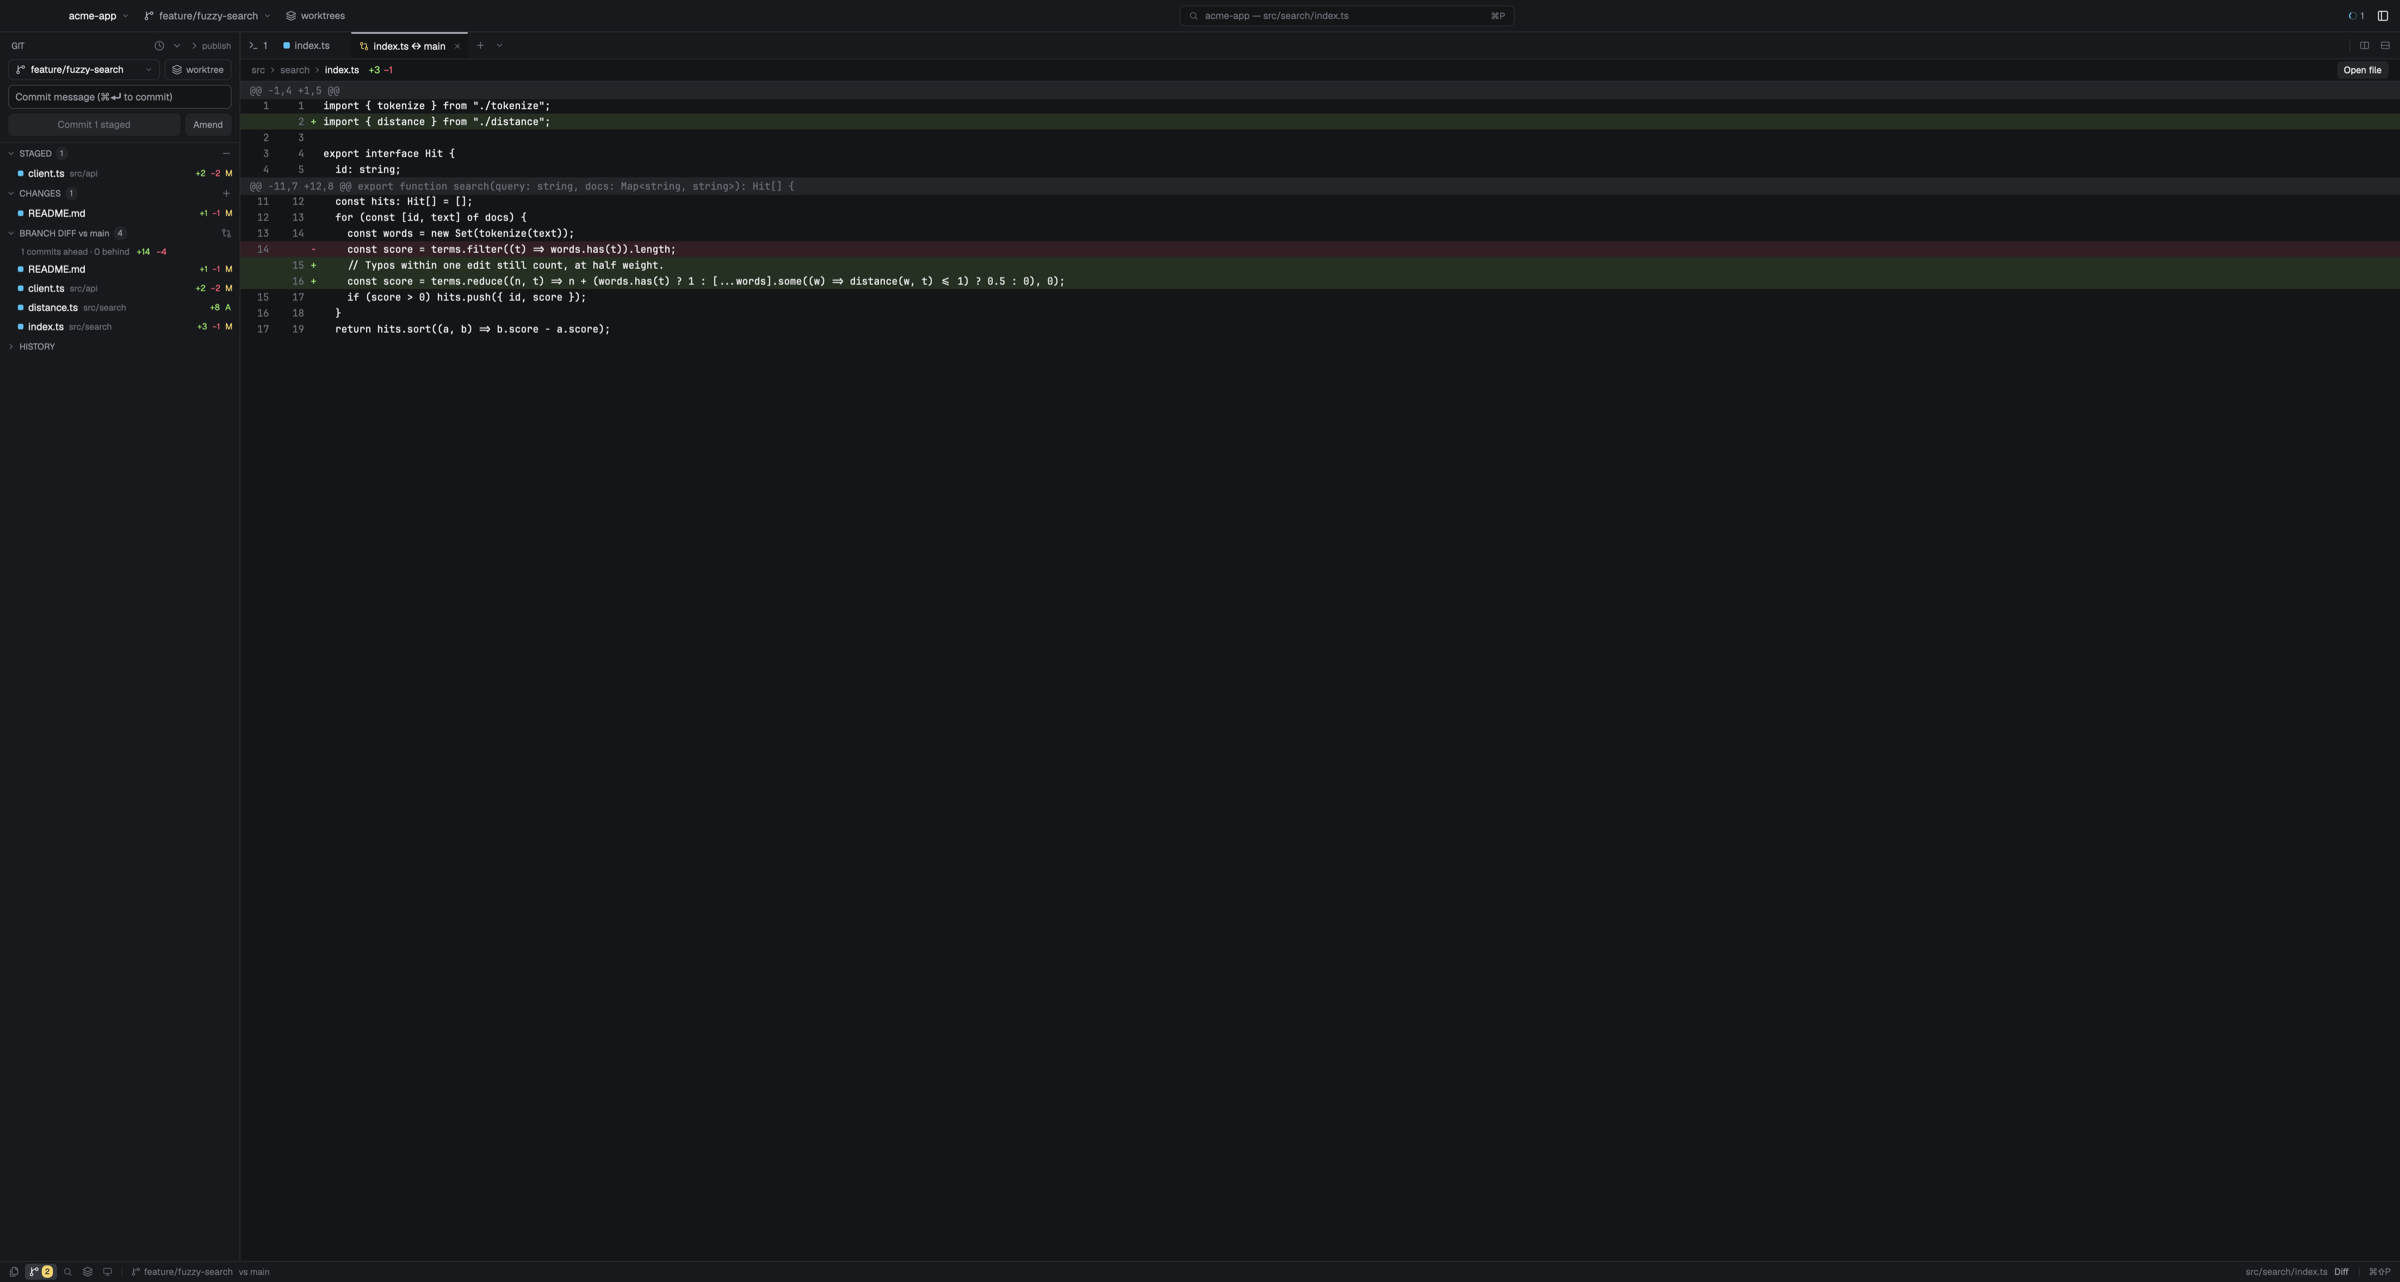 acme-app feature/fuzzy-search worktrees acme-app — src/search/index.ts ⌘P 1
GIT publish
feature/fuzzy-search worktree
Commit message (⌘↵ to commit)
Commit 1 staged Amend
STAGED 1
client.ts src/api +2 −2 M
CHANGES 1
README.md +1 −1 M
BRANCH DIFF vs main 4
1 commits ahead · 0 behind +14 −4
README.md +1 −1 M
client.ts src/api +2 −2 M
distance.ts src/search +8 A
index.ts src/search +3 −1 M
HISTORY
1 index.ts index.ts ↔ main
src search index.ts +3 −1 Open file
@@ -1,4 +1,5 @@
1 1 import { tokenize } from "./tokenize";
2 + import { distance } from "./distance";
2 3
3 4 export interface Hit {
4 5 id: string;
@@ -11,7 +12,8 @@ export function search(query: string, docs: Map<string, string>): Hit[] {
11 12 const hits: Hit[] = [];
12 13 for (const [id, text] of docs) {
13 14 const words = new Set(tokenize(text));
14 - const score = terms.filter((t) => words.has(t)).length;
15 + // Typos within one edit still count, at half weight.
16 + const score = terms.reduce((n, t) => n + (words.has(t) ? 1 : [...words].some((w) => distance(w, t) <= 1) ? 0.5 : 0), 0);
15 17 if (score > 0) hits.push({ id, score });
16 18 }
17 19 return hits.sort((a, b) => b.score - a.score);
2 feature/fuzzy-search vs main src/search/index.ts Diff ⌘⇧P